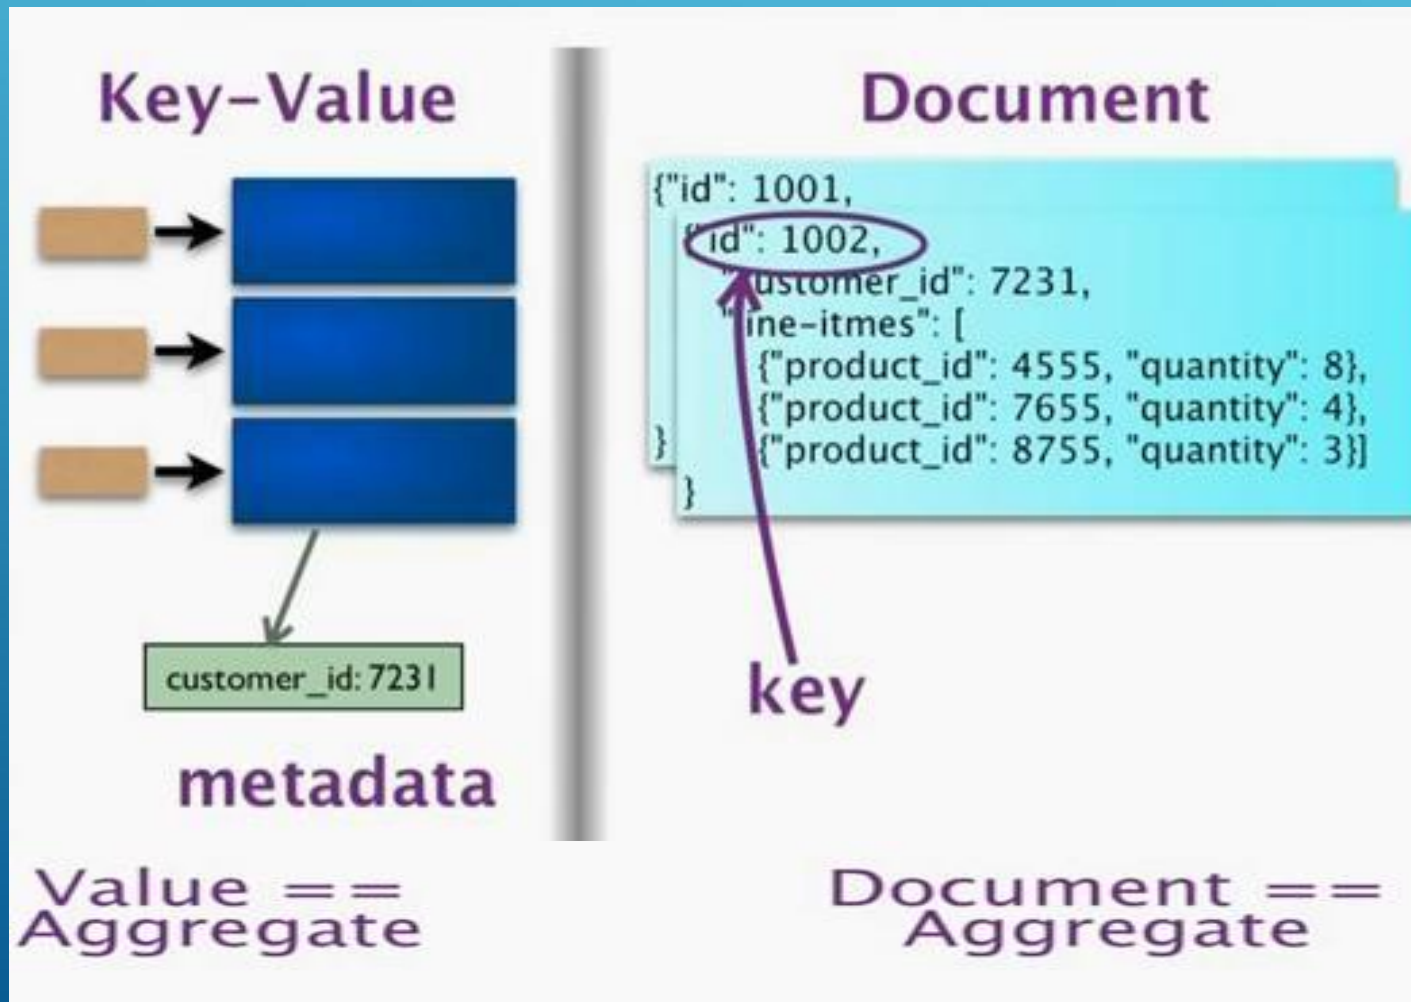 Key-Value
customer_id: 7231
metadata
Value ==
Aggregate
Document
{"id": 1001,
{"id": 1002,
ustomer_id": 7231,
ine-itmes": [
{"product_id": 4555, "quantity": 8},
{"product_id": 7655, "quantity": 4},
{"product_id": 8755, "quantity": 3}]
}
}
key
Document ==
Aggregate